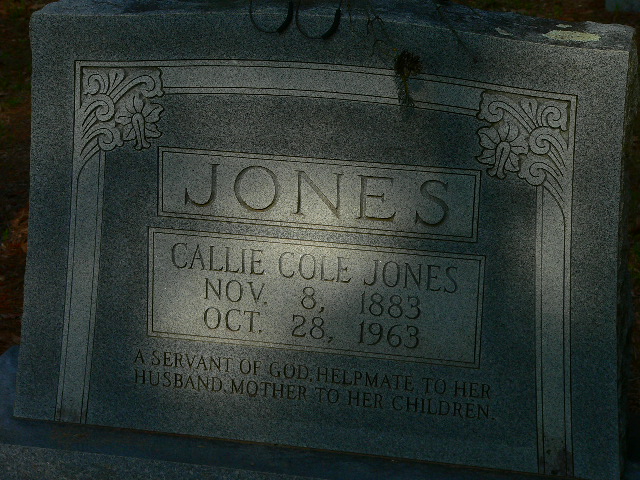 JONES
CALLIE COLE JONES
NOV. 8, 1883
OCT. 28, 1963
A SERVANT OF GOD, HELPMATE TO HER
HUSBAND, MOTHER TO HER CHILDREN.